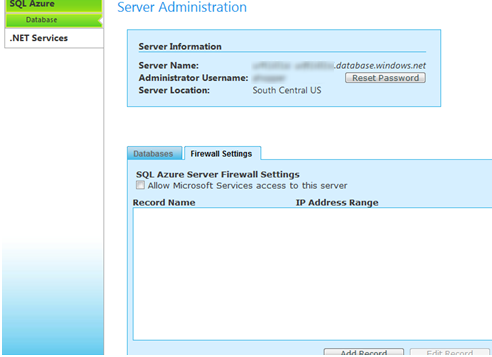 SQL Azure
Database
.NET Services
Server Administration
Server Information
Server Name: .database.windows.net
Administrator Username:
Reset Password
Server Location: South Central US
Databases Firewall Settings
SQL Azure Server Firewall Settings
Allow Microsoft Services access to this server
Record Name IP Address Range
Add Record Edit Record